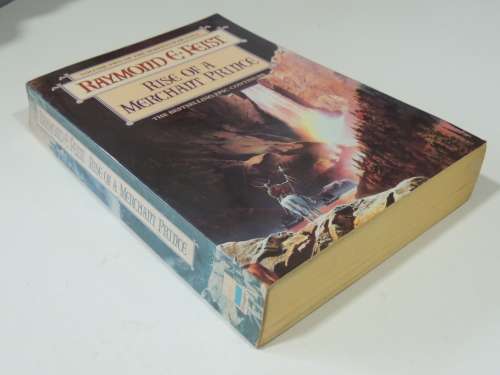 RAYMOND E. FEIST
RISE OF A
MERCHANT PRINCE
THE BESTSELLING EPIC CONTINUES
RAYMOND E. FEIST RISE OF A MERCHANT PRINCE